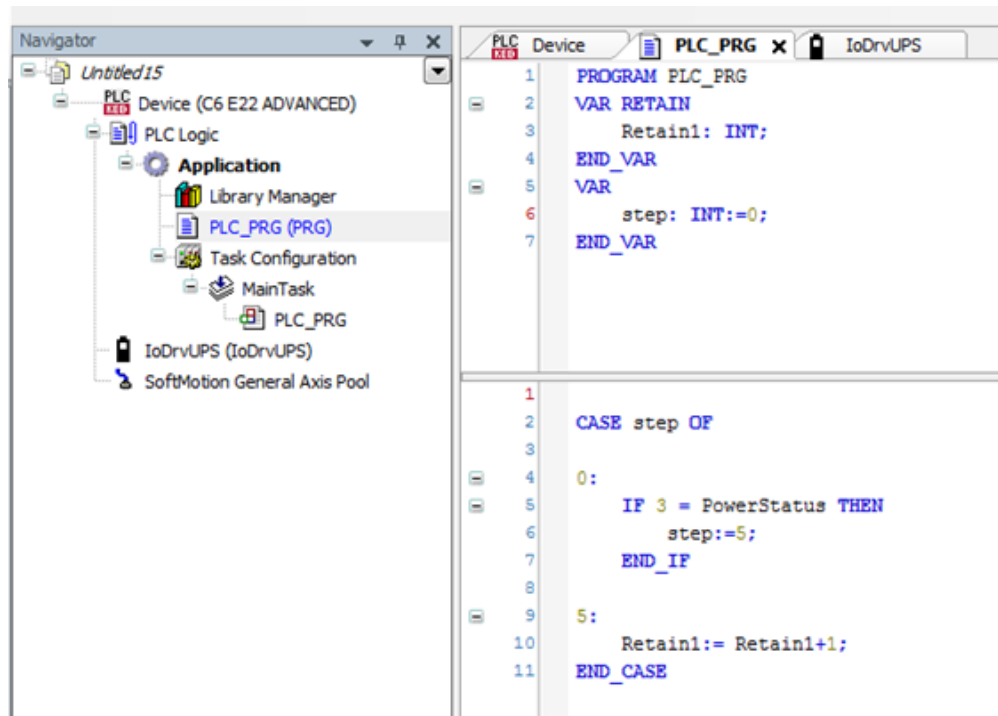 Navigator
Untitled15
PLC Device (C6 E22 ADVANCED)
PLC Logic
Application
Library Manager
PLC_PRG (PRG)
Task Configuration
MainTask
PLC_PRG
IoDrvUPS (IoDrvUPS)
SoftMotion General Axis Pool
PLC Device
PLC_PRG
IoDrvUPS
1 PROGRAM PLC_PRG
2 VAR RETAIN
3 Retain1: INT;
4 END_VAR
5 VAR
6 step: INT:=0;
7 END_VAR
1
2 CASE step OF
3
4 0:
5 IF 3 = PowerStatus THEN
6 step:=5;
7 END_IF
8
9 5:
10 Retain1:= Retain1+1;
11 END_CASE